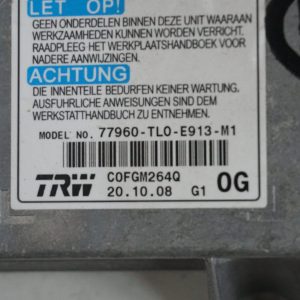 LET OP!
GEEN ONDERDELEN BINNEN DEZE UNIT WAARAAN
WERKZAAMHEDEN KUNNEN WORDEN VERRICHT.
RAADPLEEG HET WERKPLAATSHANDBOEK VOOR
NADERE AANWIJZINGEN.
ACHTUNG
DIE INNENTEILE BEDÜRFEN KEINER WARTUNG.
AUSFÜHRLICHE ANWEISUNGEN SIND DEM
WERKSTATTHANDBUCH ZU ENTNEHMEN.
MODEL NO. 77960-TL0-E913-M1
TRW C0FGM264Q
20.10.08 G1 0G